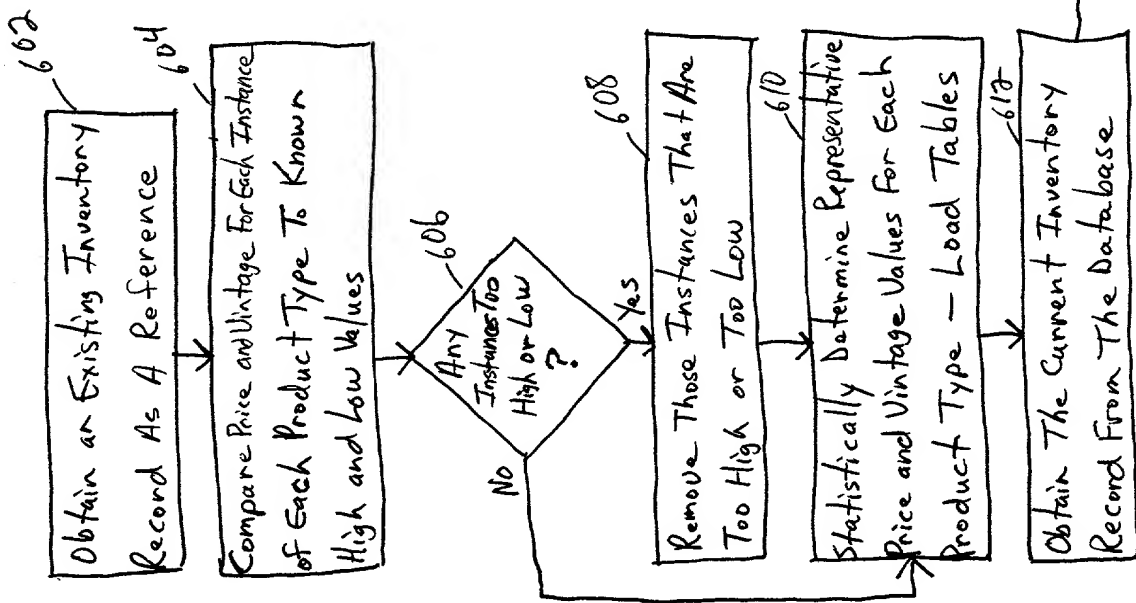 602
Obtain an Existing Inventory
Record As A Reference
604
Compare Price and Vintage For Each Instance
of Each Product Type To Known
High and Low Values
606
Any
Instances Too
High or Low
?
No
Yes
608
Remove Those Instances That Are
Too High or Too Low
610
Statistically Determine Representative
Price and Vintage Values For Each
Product Type — Load Tables
612
Obtain The Current Inventory
Record From The Database